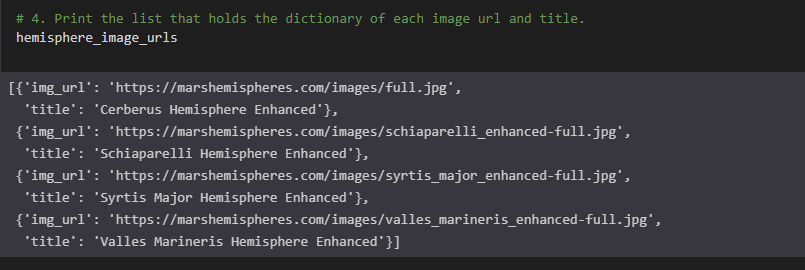 # 4. Print the list that holds the dictionary of each image url and title.
hemisphere_image_urls
[{'img_url': 'https://marshemispheres.com/images/full.jpg',
'title': 'Cerberus Hemisphere Enhanced'},
{'img_url': 'https://marshemispheres.com/images/schiaparelli_enhanced-full.jpg',
'title': 'Schiaparelli Hemisphere Enhanced'},
{'img_url': 'https://marshemispheres.com/images/syrtis_major_enhanced-full.jpg',
'title': 'Syrtis Major Hemisphere Enhanced'},
{'img_url': 'https://marshemispheres.com/images/valles_marineris_enhanced-full.jpg',
'title': 'Valles Marineris Hemisphere Enhanced'}]